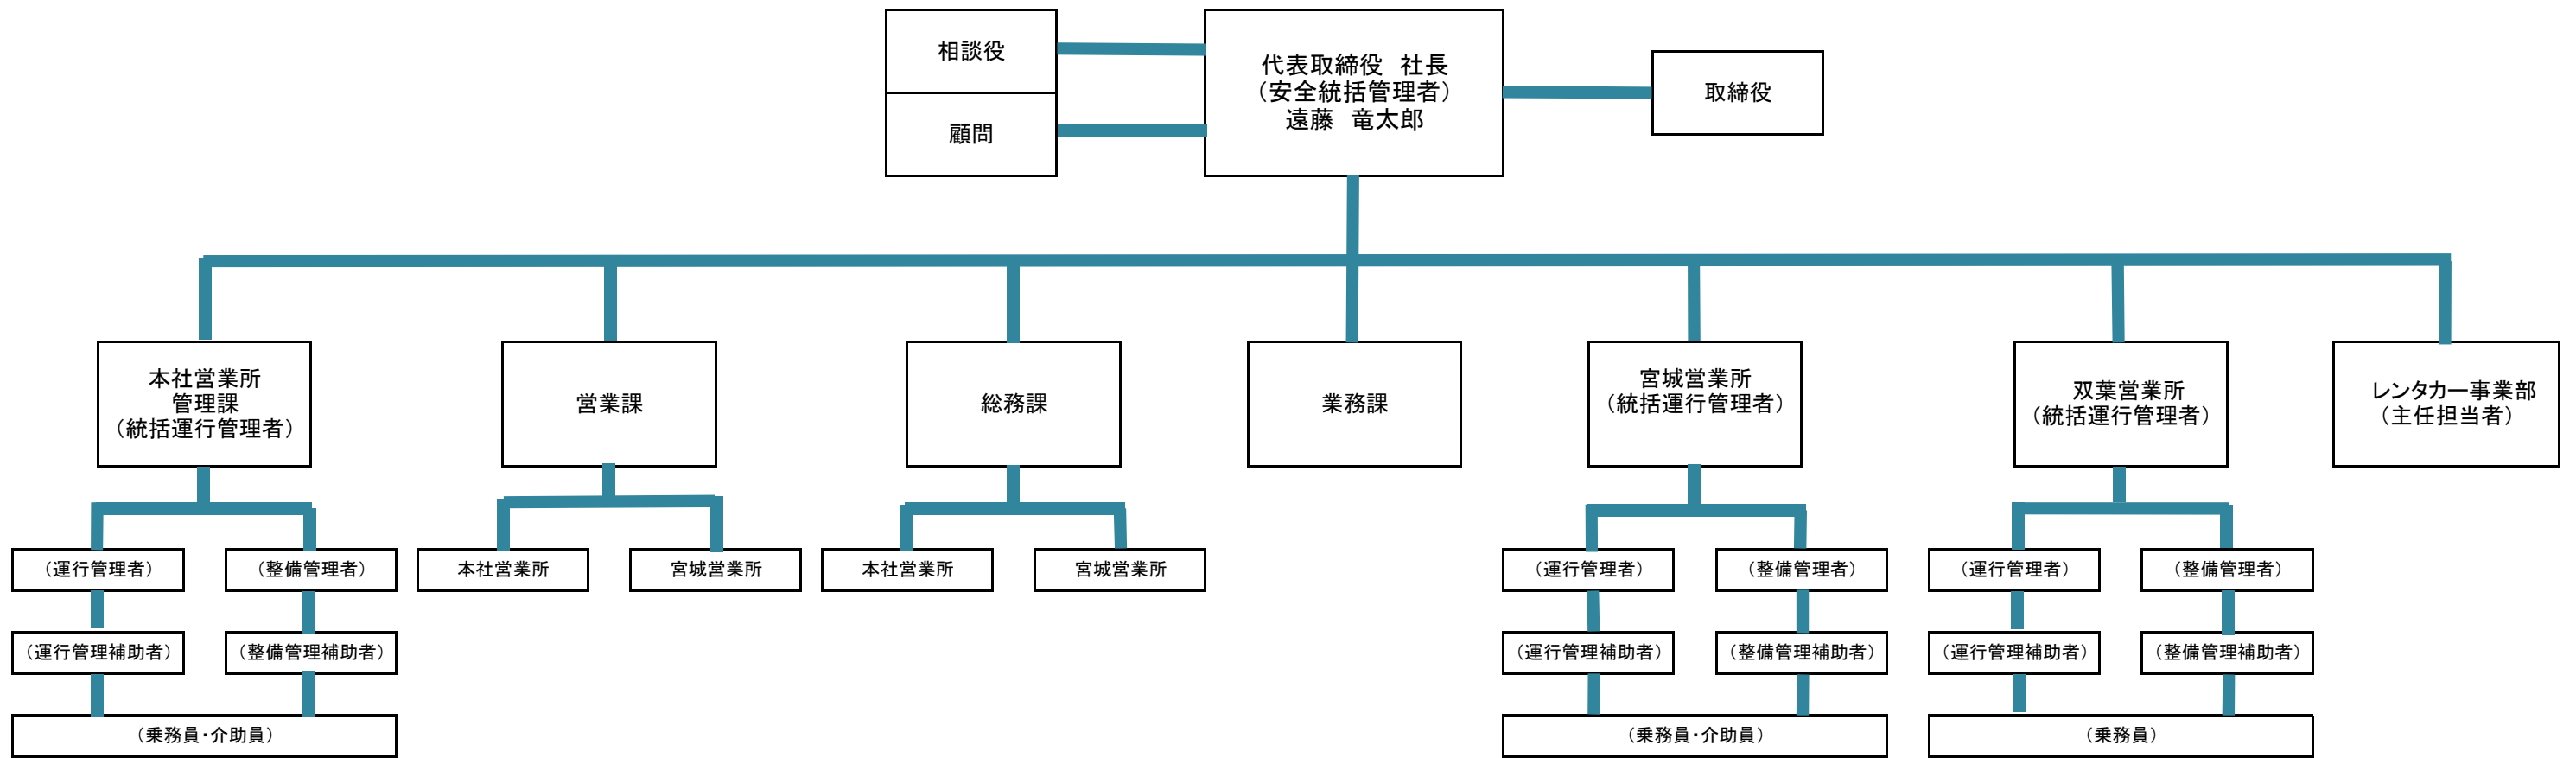 相談役
顧問
代表取締役　社長
（安全統括管理者）
遠藤　竜太郎
取締役
本社営業所
管理課
（統括運行管理者）
営業課
総務課
業務課
宮城営業所
（統括運行管理者）
双葉営業所
（統括運行管理者）
レンタカー事業部
（主任担当者）
（運行管理者）
（整備管理者）
本社営業所
宮城営業所
本社営業所
宮城営業所
（運行管理者）
（整備管理者）
（運行管理者）
（整備管理者）
（運行管理補助者）
（整備管理補助者）
（運行管理補助者）
（整備管理補助者）
（運行管理補助者）
（整備管理補助者）
（乗務員・介助員）
（乗務員・介助員）
（乗務員）